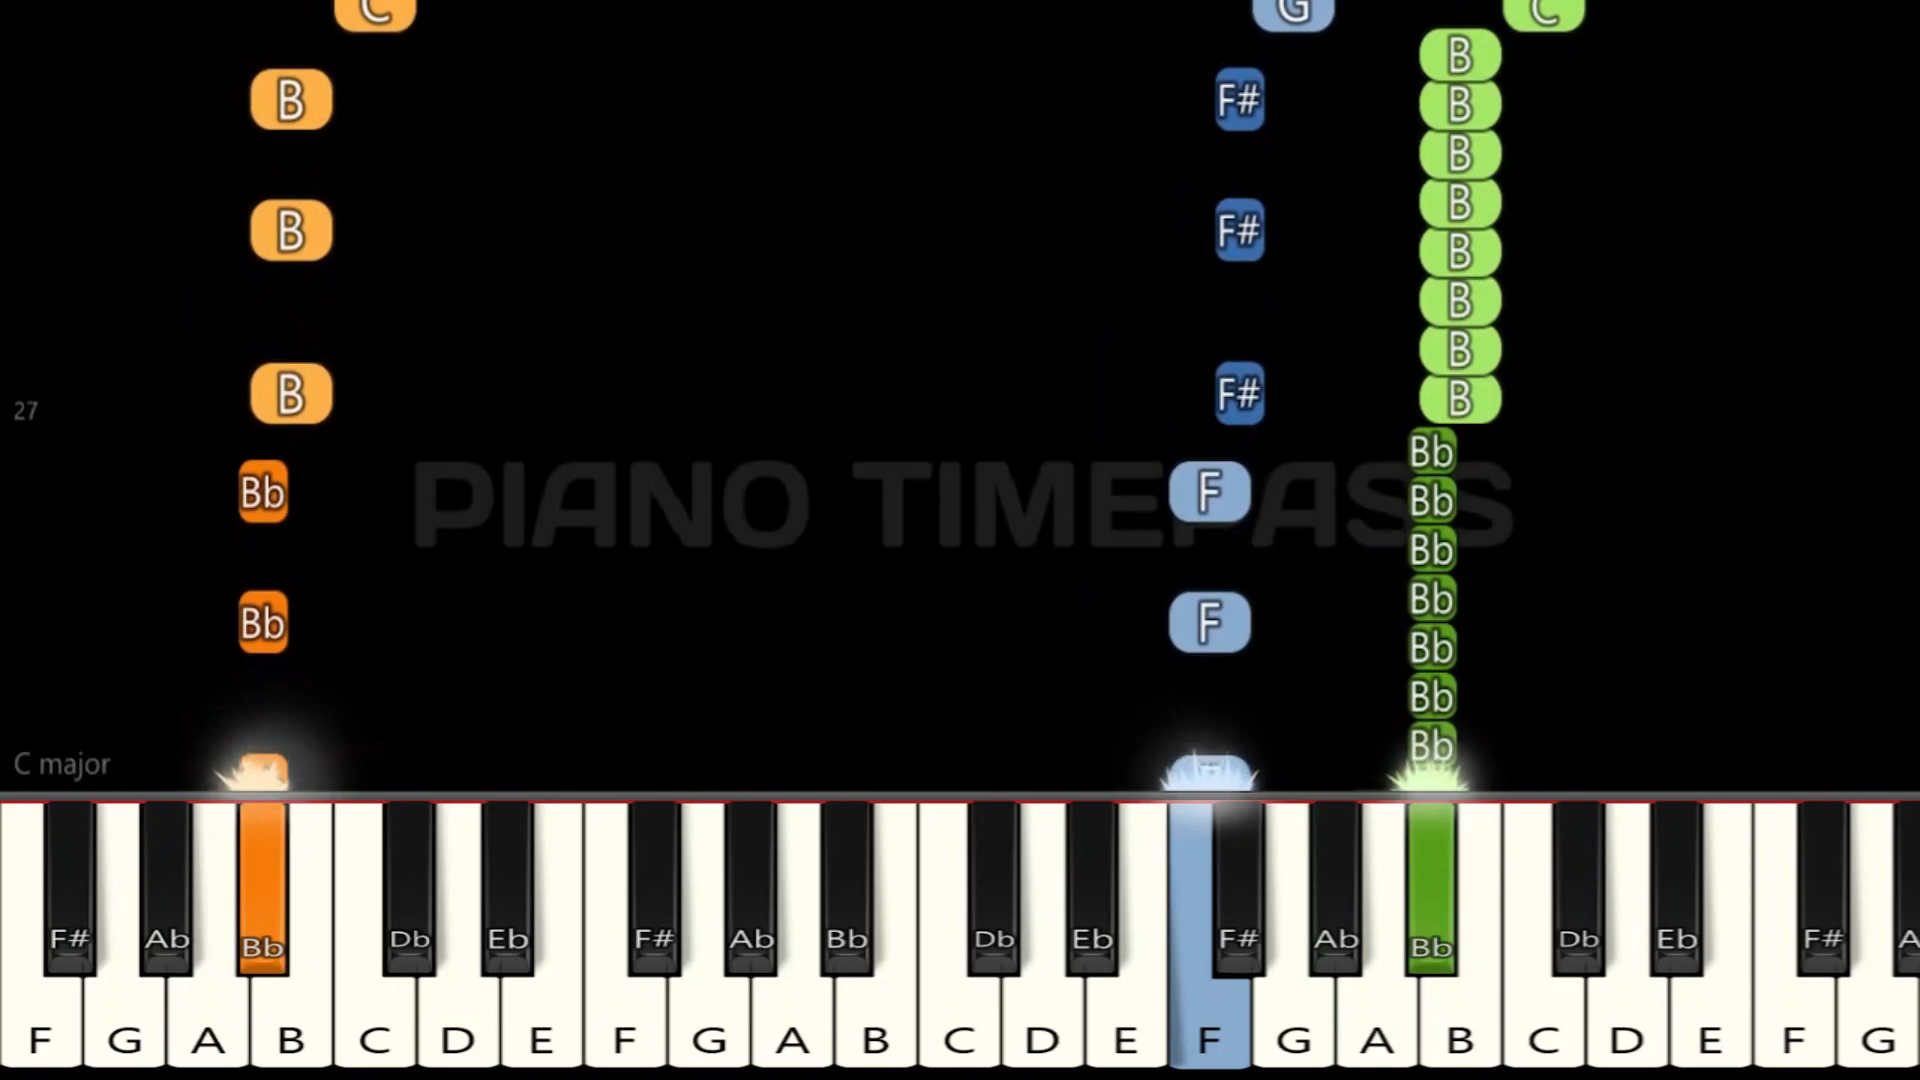 C G C
B
B F# B
B
B
B F# B
B
B
B F# B
27
Bb
Bb F Bb
PIANO TIMEPASS
Bb
Bb F Bb
Bb
Bb
Bb
C major
F# Ab Bb Db Eb F# Ab Bb Db Eb F# Ab Bb Db Eb F# A
F G A B C D E F G A B C D E F G A B C D E F G